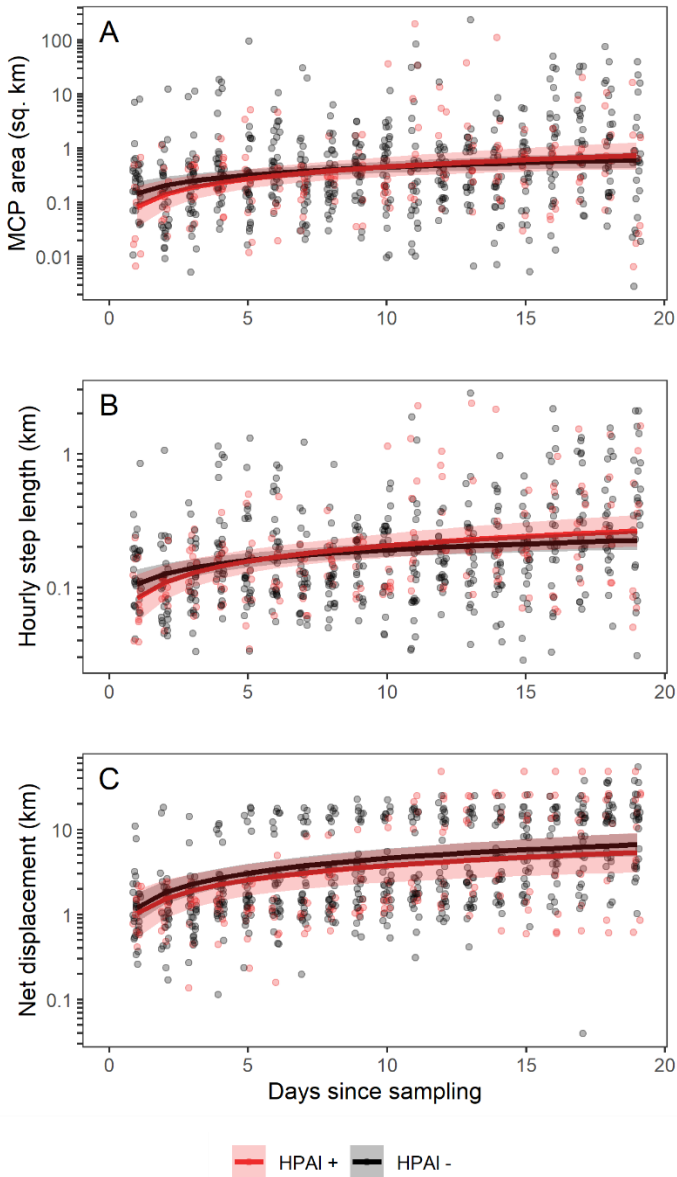 A
MCP area (sq. km)
100
10
1
0.1
0.01
0 5 10 15 20
B
Hourly step length (km)
1
0.1
0 5 10 15 20
C
Net displacement (km)
10
1
0.1
0 5 10 15 20
Days since sampling
HPAI + HPAI -